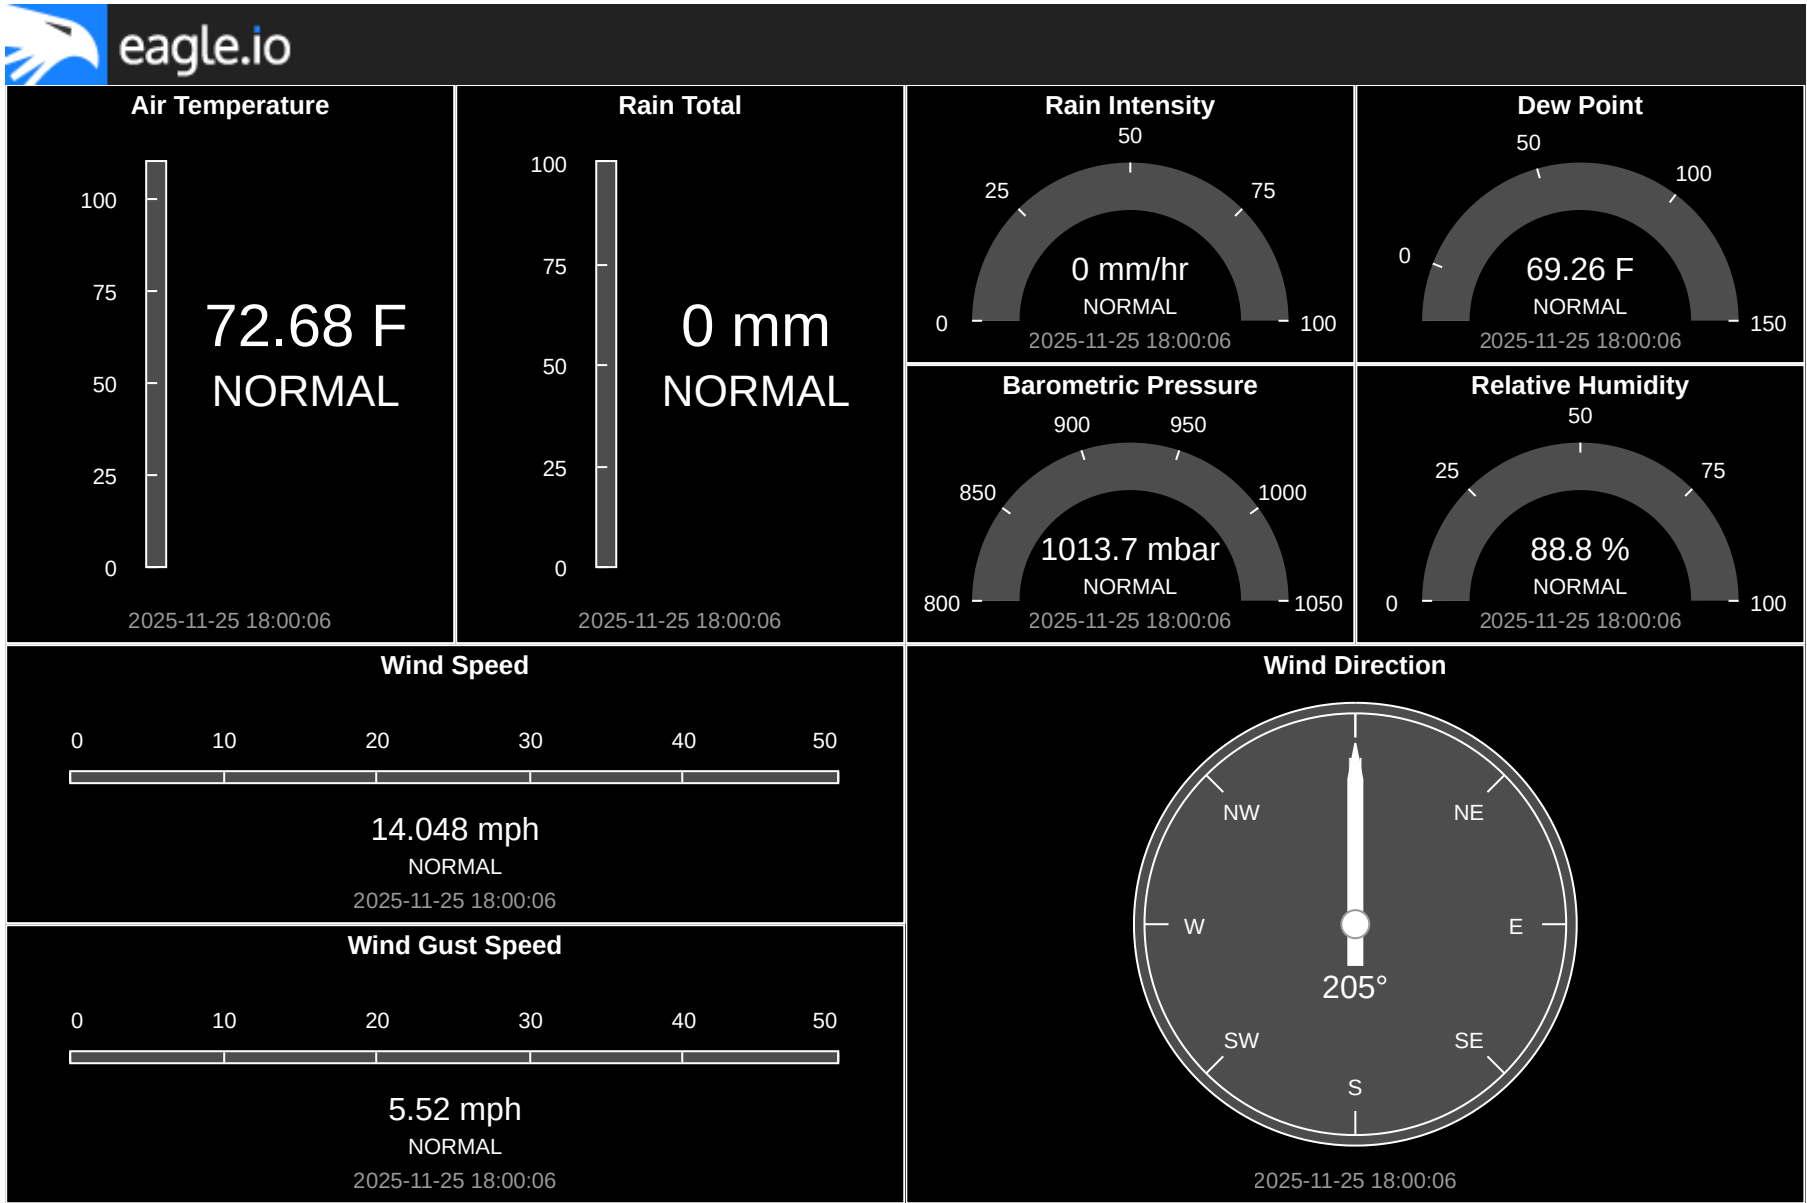 eagle.io
Air Temperature
100
75
50
25
0
72.68 F
NORMAL
2025-11-25 18:00:06
Rain Total
100
75
50
25
0
0 mm
NORMAL
2025-11-25 18:00:06
Rain Intensity
50
25
75
0
100
0 mm/hr
NORMAL
2025-11-25 18:00:06
Dew Point
50
100
0
150
69.26 F
NORMAL
2025-11-25 18:00:06
Barometric Pressure
900
950
850
1000
800
1050
1013.7 mbar
NORMAL
2025-11-25 18:00:06
Relative Humidity
50
25
75
0
100
88.8 %
NORMAL
2025-11-25 18:00:06
Wind Speed
0 10 20 30 40 50
14.048 mph
NORMAL
2025-11-25 18:00:06
Wind Gust Speed
0 10 20 30 40 50
5.52 mph
NORMAL
2025-11-25 18:00:06
Wind Direction
NW NE
W E
205°
SW SE
S
2025-11-25 18:00:06